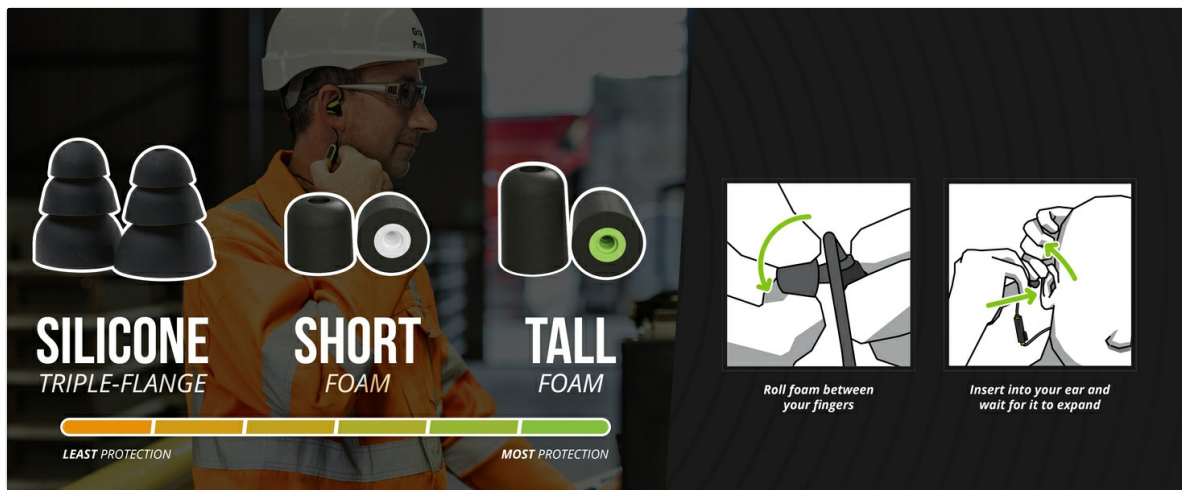 SILICONE
TRIPLE-FLANGE
SHORT
FOAM
TALL
FOAM
LEAST PROTECTION
MOST PROTECTION
Roll foam between
your fingers
Insert into your ear and
wait for it to expand